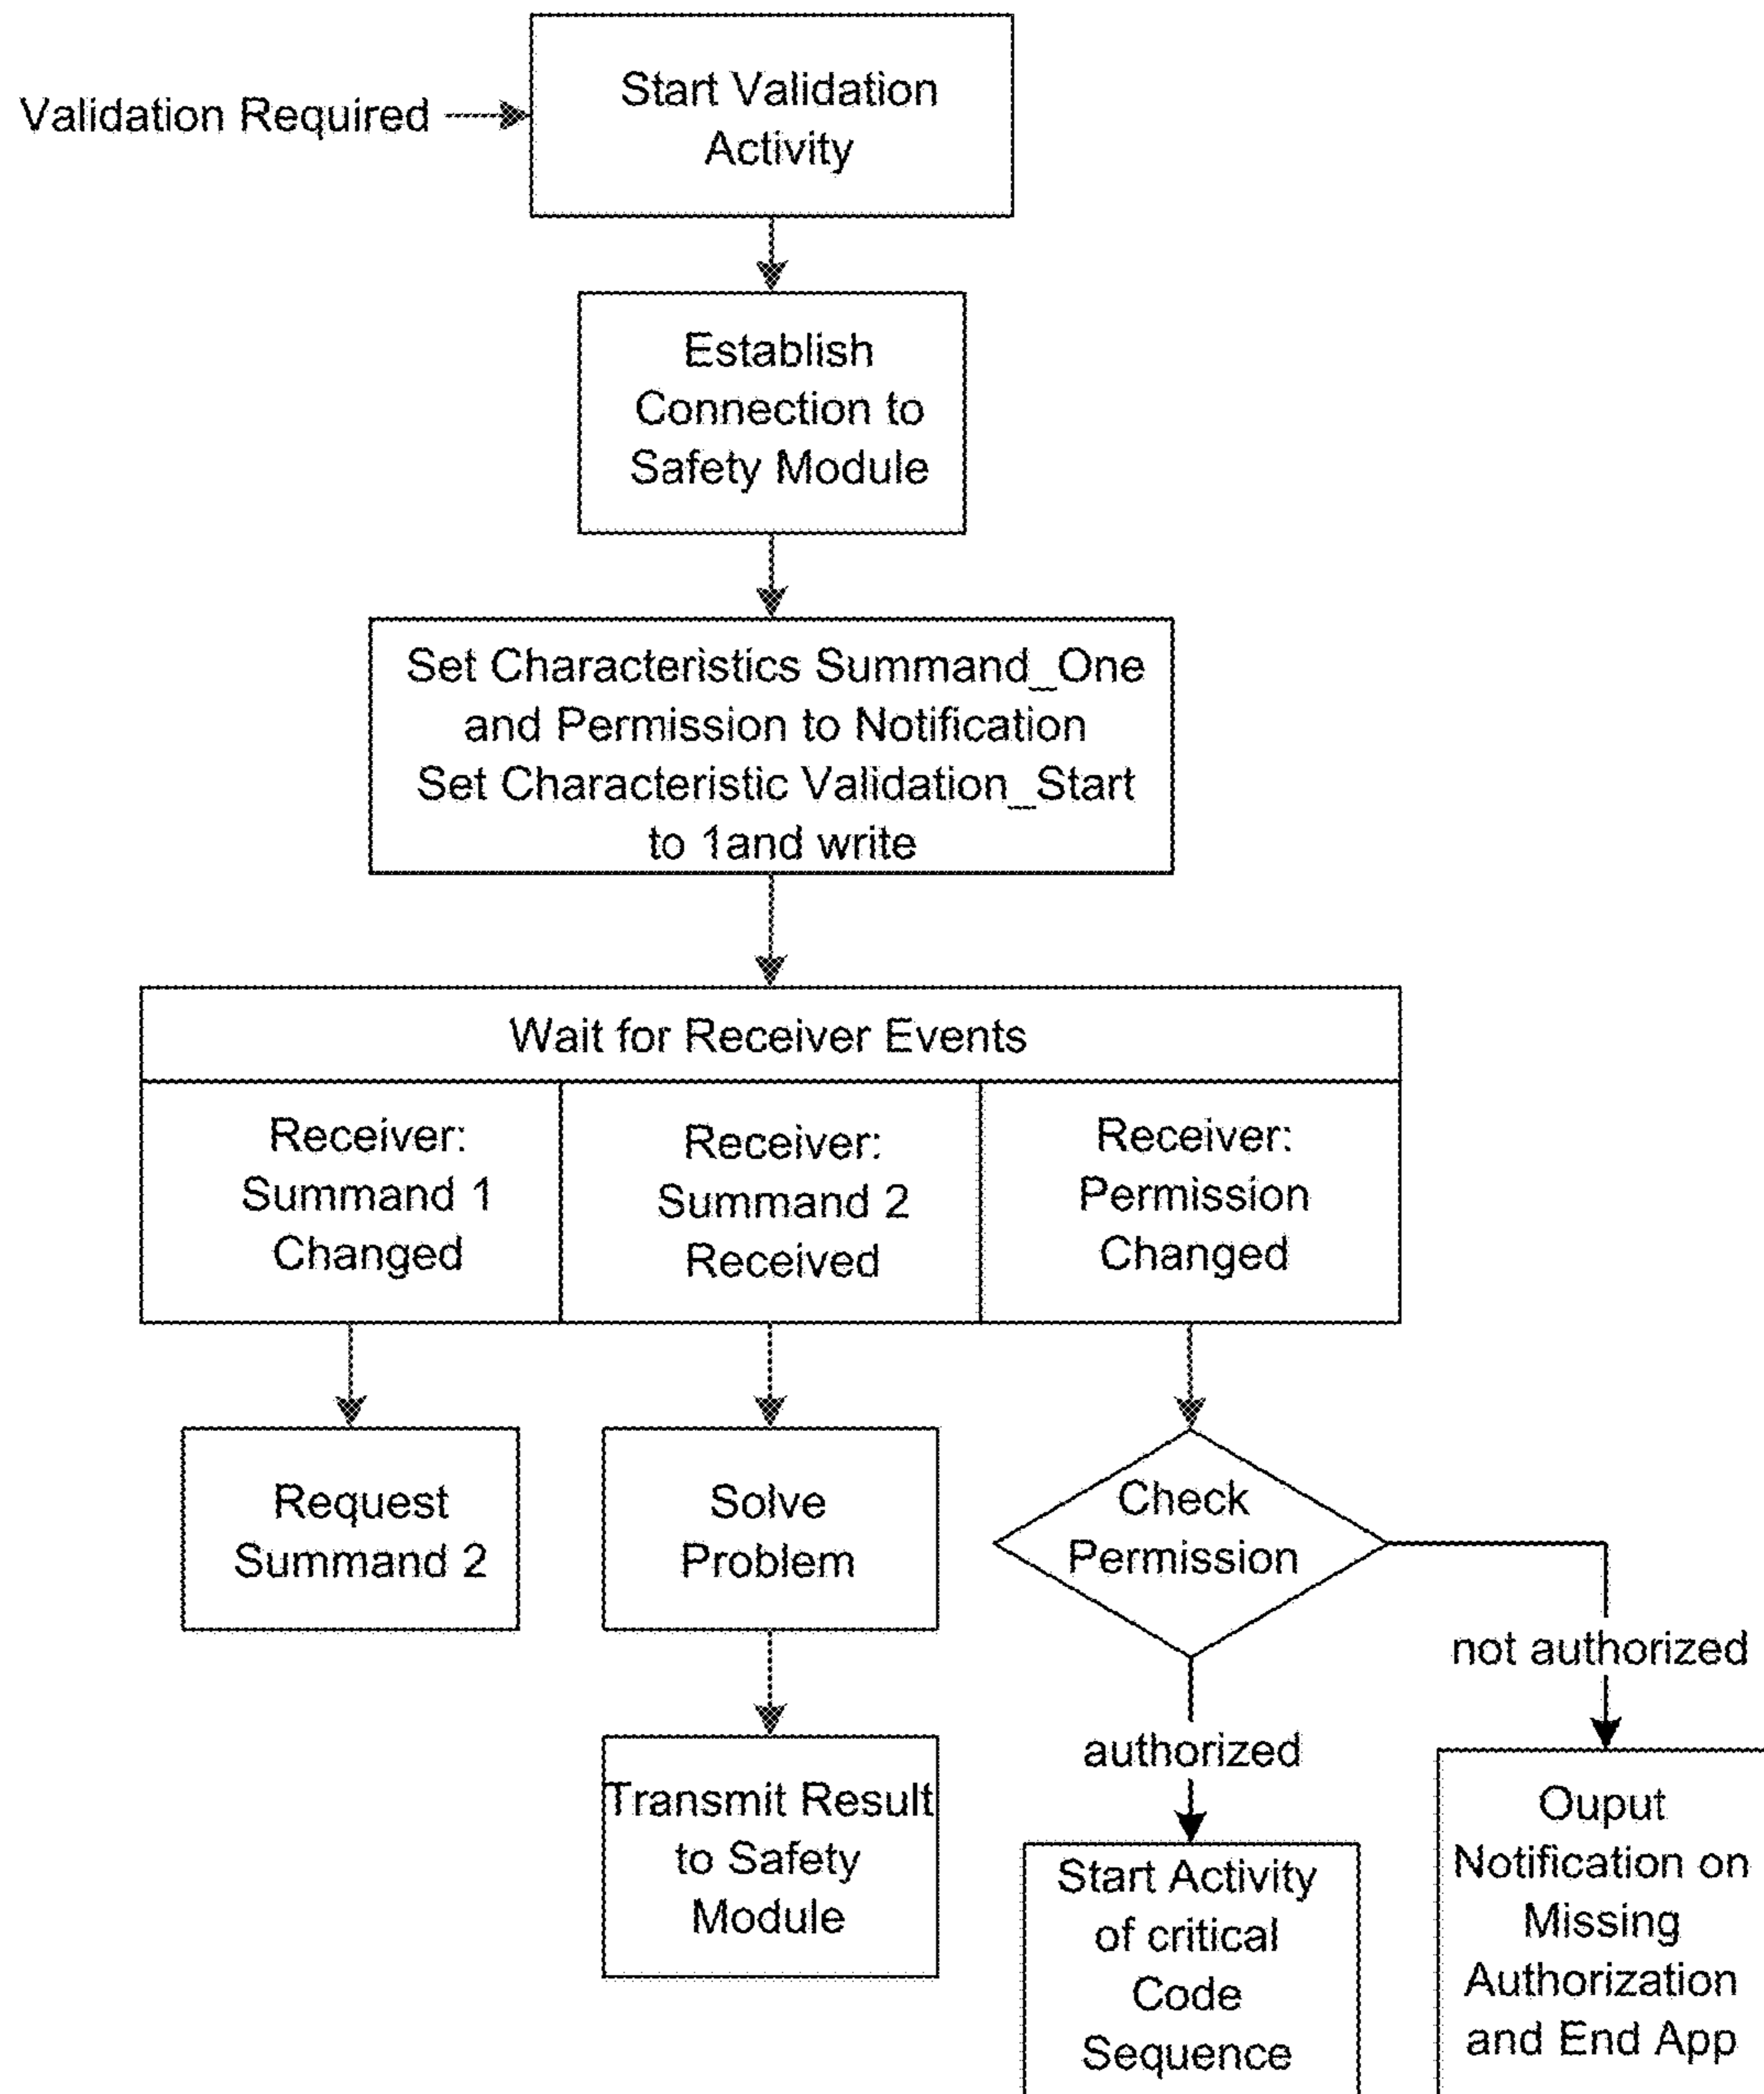 Start Validation
Activity
Validation Required
Establish
Connection to
Safety Module
Set Characteristics Summand_One
and Permission to Notification
Set Characteristic Validation_Start
to 1and write
Wait for Receiver Events
Receiver:
Summand 1
Changed
Receiver:
Summand 2
Received
Receiver:
Permission
Changed
Request
Summand 2
Solve
Problem
Check
Permission
not authorized
authorized
Transmit Result
to Safety
Module
Start Activity
of critical
Code
Sequence
Ouput
Notification on
Missing
Authorization
and End App